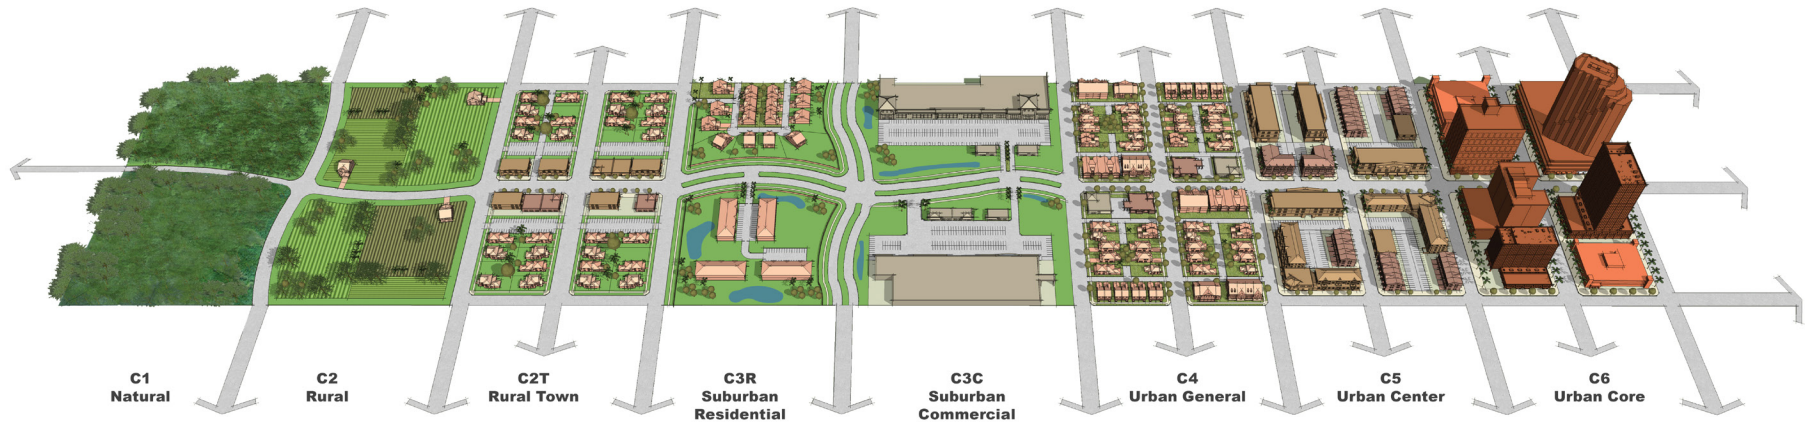 C1
Natural
C2
Rural
C2T
Rural Town
C3R
Suburban
Residential
C3C
Suburban
Commercial
C4
Urban General
C5
Urban Center
C6
Urban Core